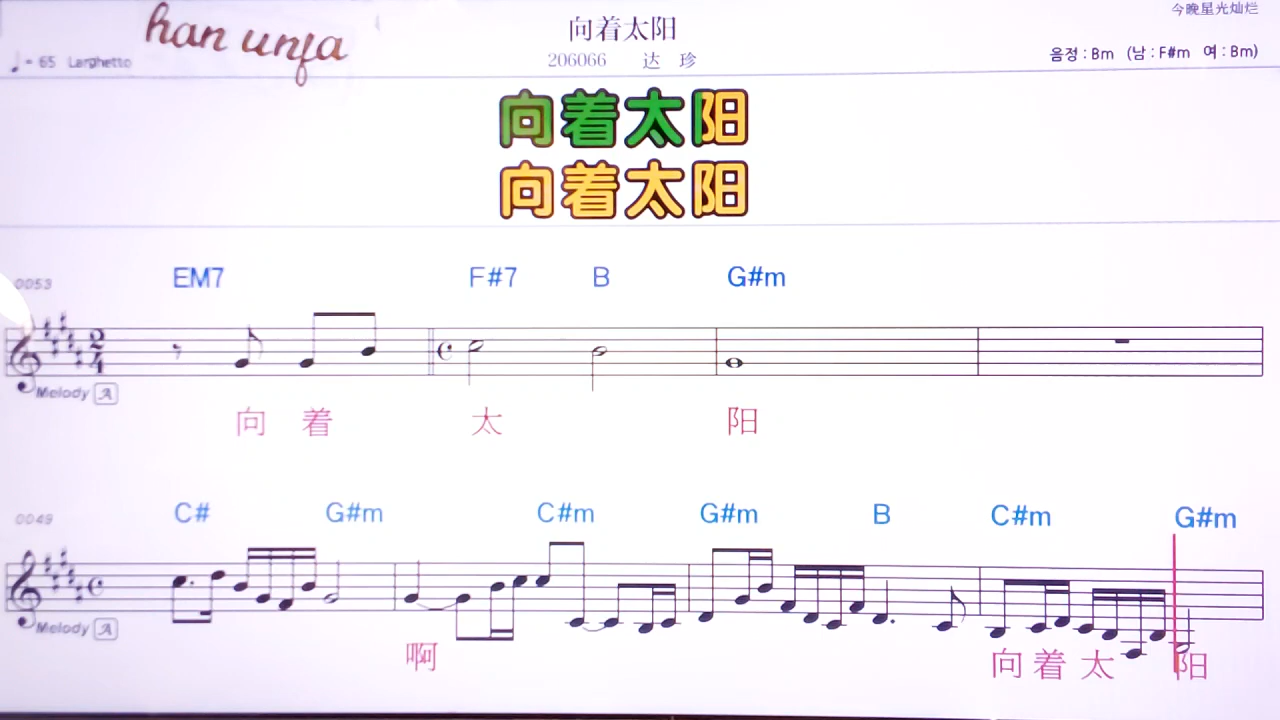 今晚星光灿烂
han unja
向着太阳
♩= 65 Larghetto
206066 达 珍
음정 : Bm (남 : F#m 여 : Bm)
向着太阳
向着太阳
0053
EM7 F#7 B G#m
2/4
Melody A
向 着 太 阳
0049
C# G#m C#m G#m B C#m G#m
Melody A
啊 向 着 太 阳